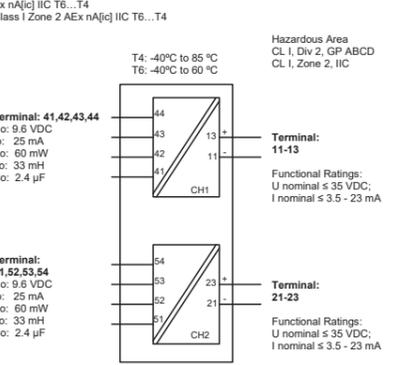 nA[ic] IIC T6...T4
Class I Zone 2 AEx nA[ic] IIC T6...T4
Hazardous Area
CL I, Div 2, GP ABCD
CL I, Zone 2, IIC
T4: -40ºC to 85 ºC
T6: -40ºC to 60 ºC
Terminal: 41,42,43,44
o: 9.6 VDC
o: 25 mA
o: 60 mW
o: 33 mH
o: 2.4 µF
44
43
42
41
13 +
11 -
CH1
Terminal:
11-13
Functional Ratings:
U nominal ≤ 35 VDC;
I nominal ≤ 3.5 - 23 mA
Terminal:
51,52,53,54
o: 9.6 VDC
o: 25 mA
o: 60 mW
o: 33 mH
o: 2.4 µF
54
53
52
51
23 +
21 -
CH2
Terminal:
21-23
Functional Ratings:
U nominal ≤ 35 VDC;
I nominal ≤ 3.5 - 23 mA